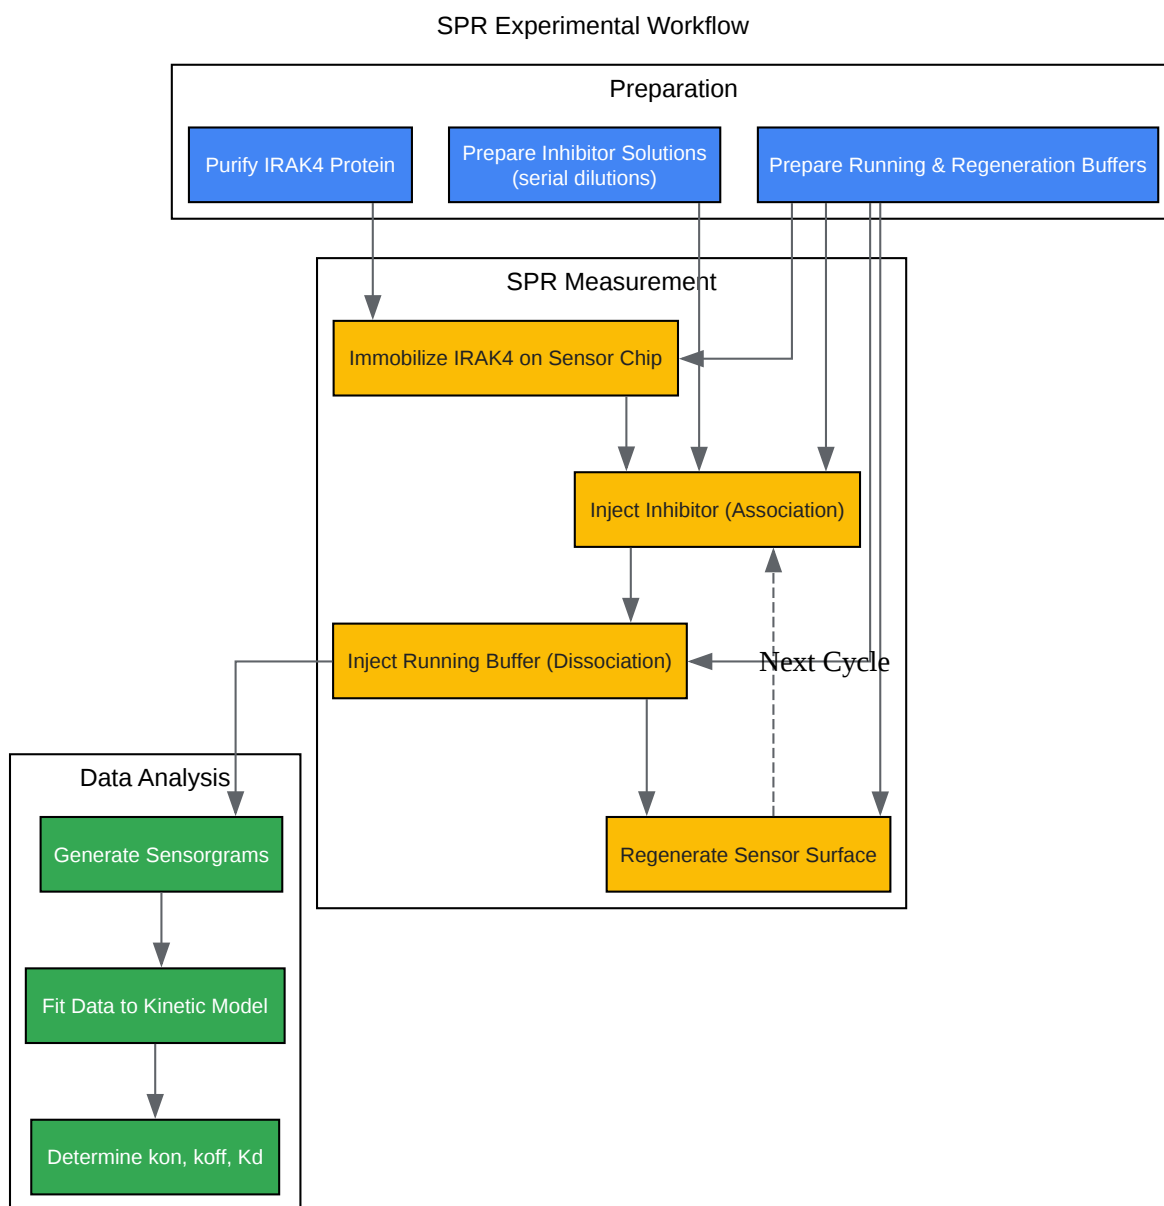 SPR Experimental Workflow
Preparation
Purify IRAK4 Protein
Prepare Inhibitor Solutions
(serial dilutions)
Prepare Running & Regeneration Buffers
SPR Measurement
Immobilize IRAK4 on Sensor Chip
Inject Inhibitor (Association)
Inject Running Buffer (Dissociation)
Next Cycle
Regenerate Sensor Surface
Data Analysis
Generate Sensorgrams
Fit Data to Kinetic Model
Determine kon, koff, Kd